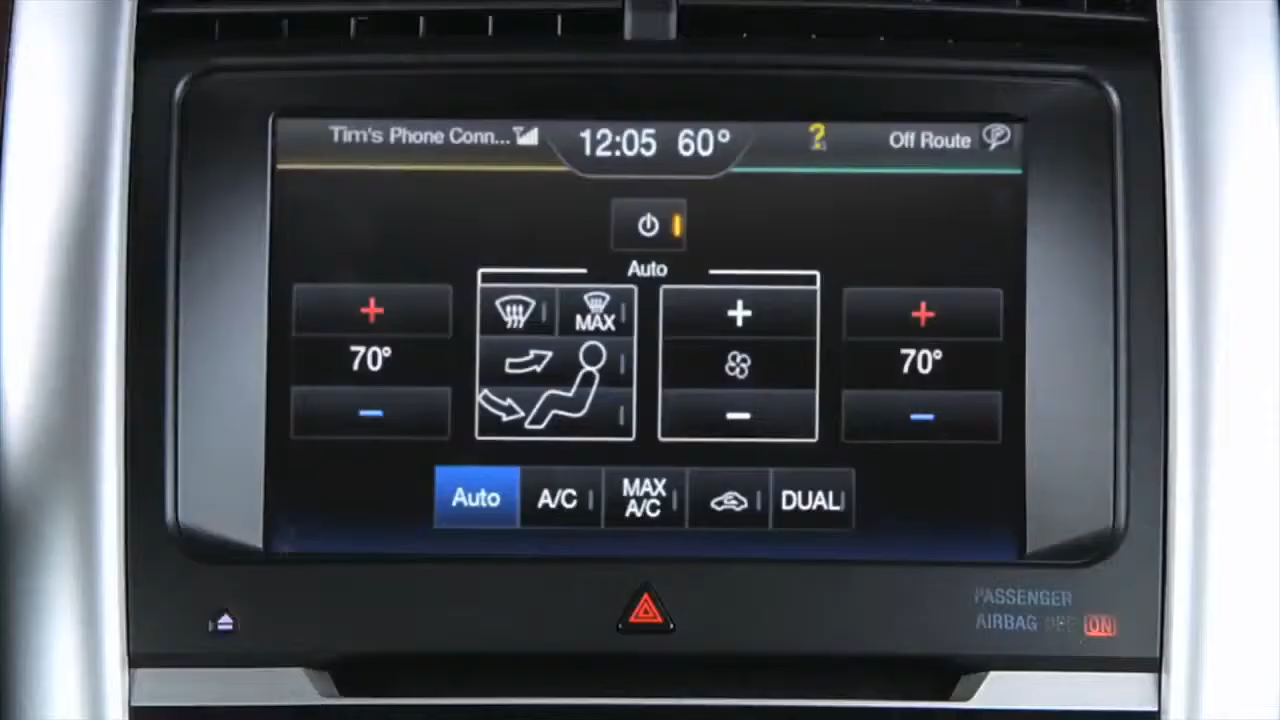 Tim's Phone Conn...
12:05 60°
?
Off Route
Auto
MAX
+
70°
−
+
−
+
70°
−
Auto
A/C
MAX
A/C
DUAL
PASSENGER
AIRBAG OFF ON